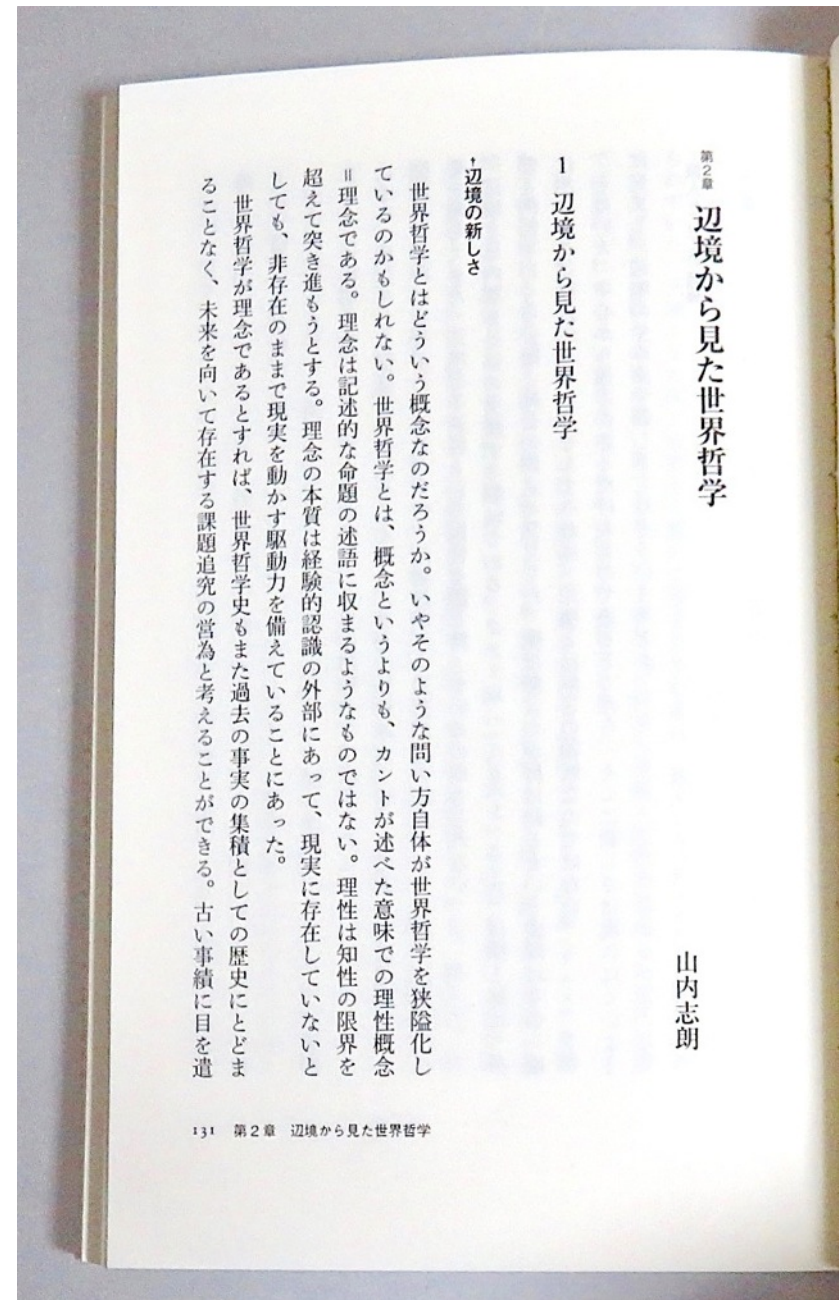 第2章 辺境から見た世界哲学
山内志朗
1 辺境から見た世界哲学
†辺境の新しさ
世界哲学とはどういう概念なのだろうか。いやそのような問い方自体が世界哲学を狭隘化し
ているのかもしれない。世界哲学とは、概念というよりも、カントが述べた意味での理性概念
=理念である。理念は記述的な命題の述語に収まるようなものではない。理性は知性の限界を
超えて突き進もうとする。理念の本質は経験的認識の外部にあって、現実に存在していないと
しても、非存在のままで現実を動かす駆動力を備えていることにあった。
世界哲学が理念であるとすれば、世界哲学史もまた過去の事実の集積としての歴史にとどま
ることなく、未来を向いて存在する課題追究の営為と考えることができる。古い事績に目を遣
131 第2章 辺境から見た世界哲学